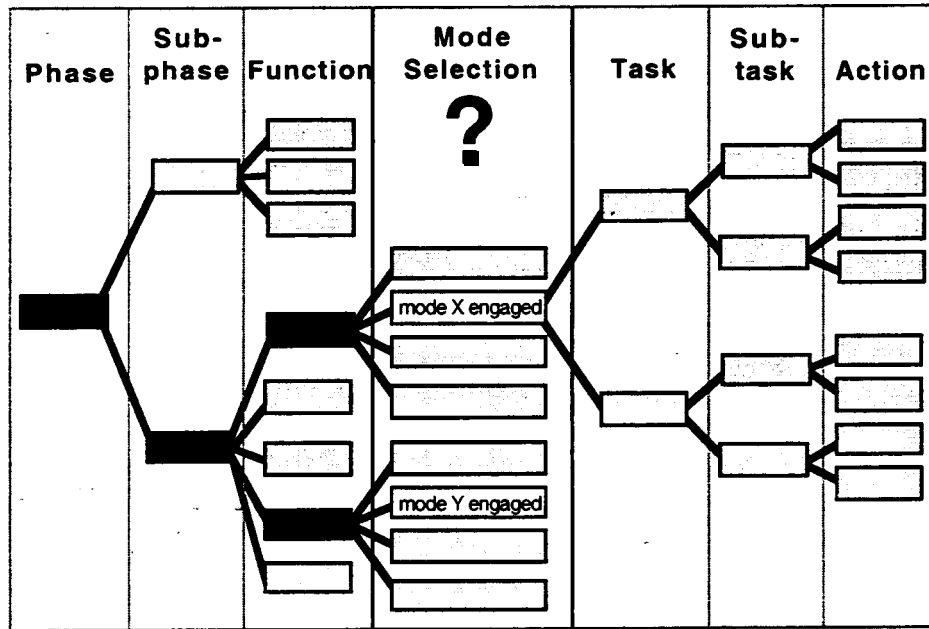 Phase
Sub-
phase
Function
Mode
Selection
?
Task
Sub-
task
Action
mode X engaged
mode Y engaged